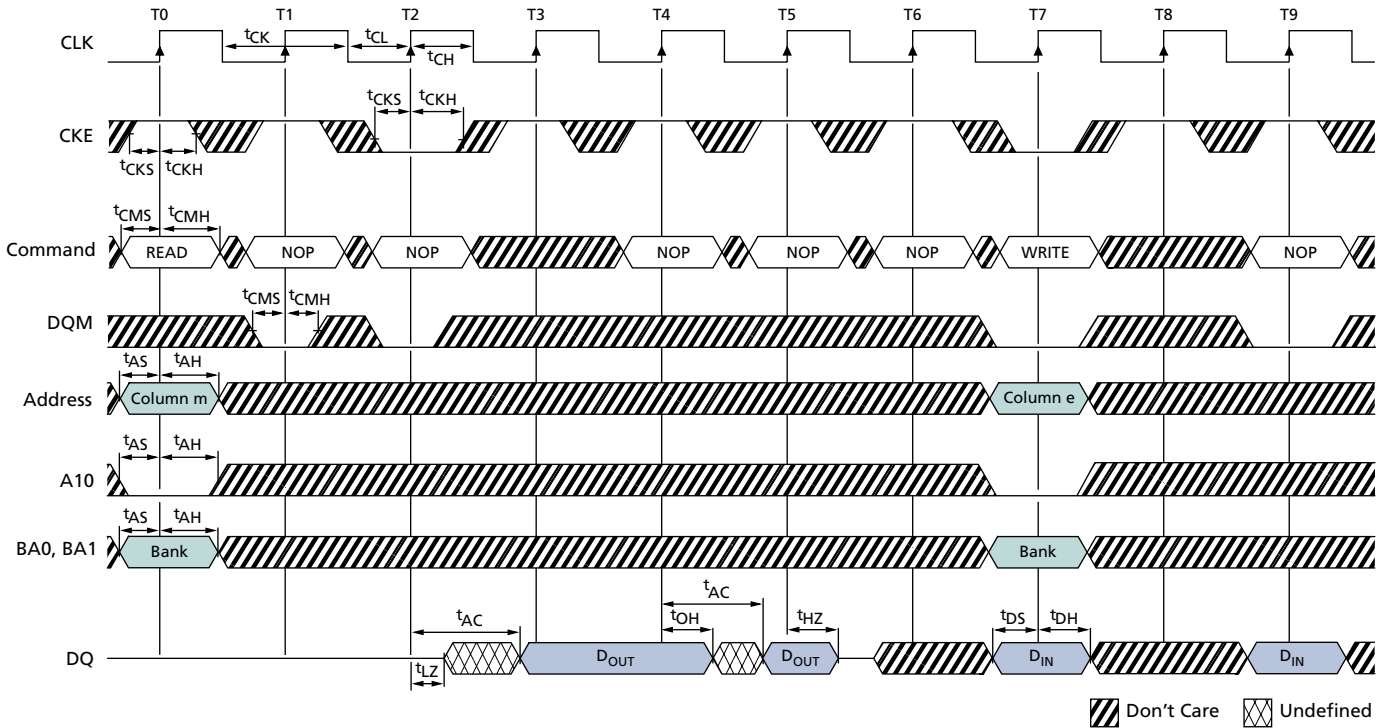 T0 T1 T2 T3 T4 T5 T6 T7 T8 T9
CLK tCK tCL tCH
tCKS tCKH
CKE
tCKS tCKH
tCMS tCMH
Command READ NOP NOP NOP NOP NOP WRITE NOP
tCMS tCMH
DQM
tAS tAH
Address Column m Column e
tAS tAH
A10
tAS tAH
BA0, BA1 Bank Bank
tAC tAC tOH tHZ tDS tDH
DQ tLZ DOUT DOUT DIN DIN
Don't Care Undefined